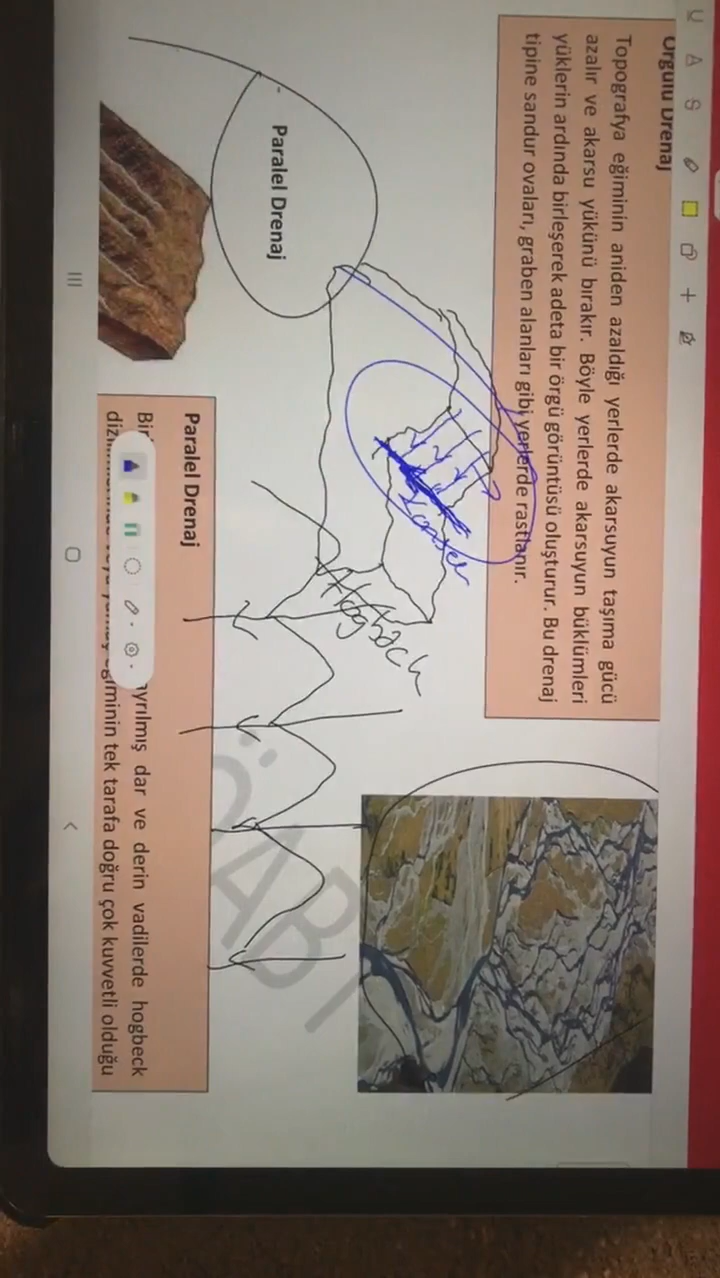 Örgülü Drenaj
Topografya eğiminin aniden azaldığı yerlerde akarsuyun taşıma gücü
azalır ve akarsu yükünü bırakır. Böyle yerlerde akarsuyun büklümleri
yüklerin ardında birleşerek adeta bir örgü görüntüsü oluşturur. Bu drenaj
tipine sandur ovaları, graben alanları gibi yerlerde rastlanır.
Hogbach
Paralel Drenaj
Paralel Drenaj
ayrılmış dar ve derin vadilerde hogbeck
eğiminin tek tarafa doğru çok kuvvetli olduğu